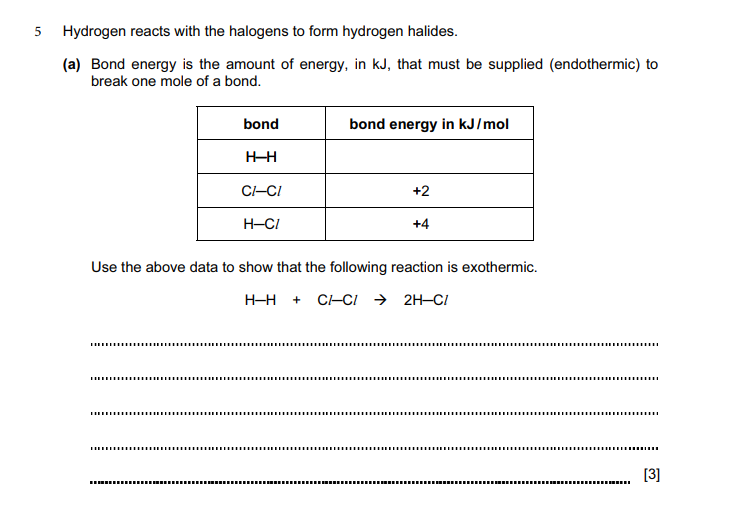 5 Hydrogen reacts with the halogens to form hydrogen halides.
(a) Bond energy is the amount of energy, in kJ, that must be supplied (endothermic) to
break one mole of a bond.
bond bond energy in kJ/mol
H–H
Cl–Cl +2
H–Cl +4
Use the above data to show that the following reaction is exothermic.
H–H + Cl–Cl → 2H–Cl
[3]